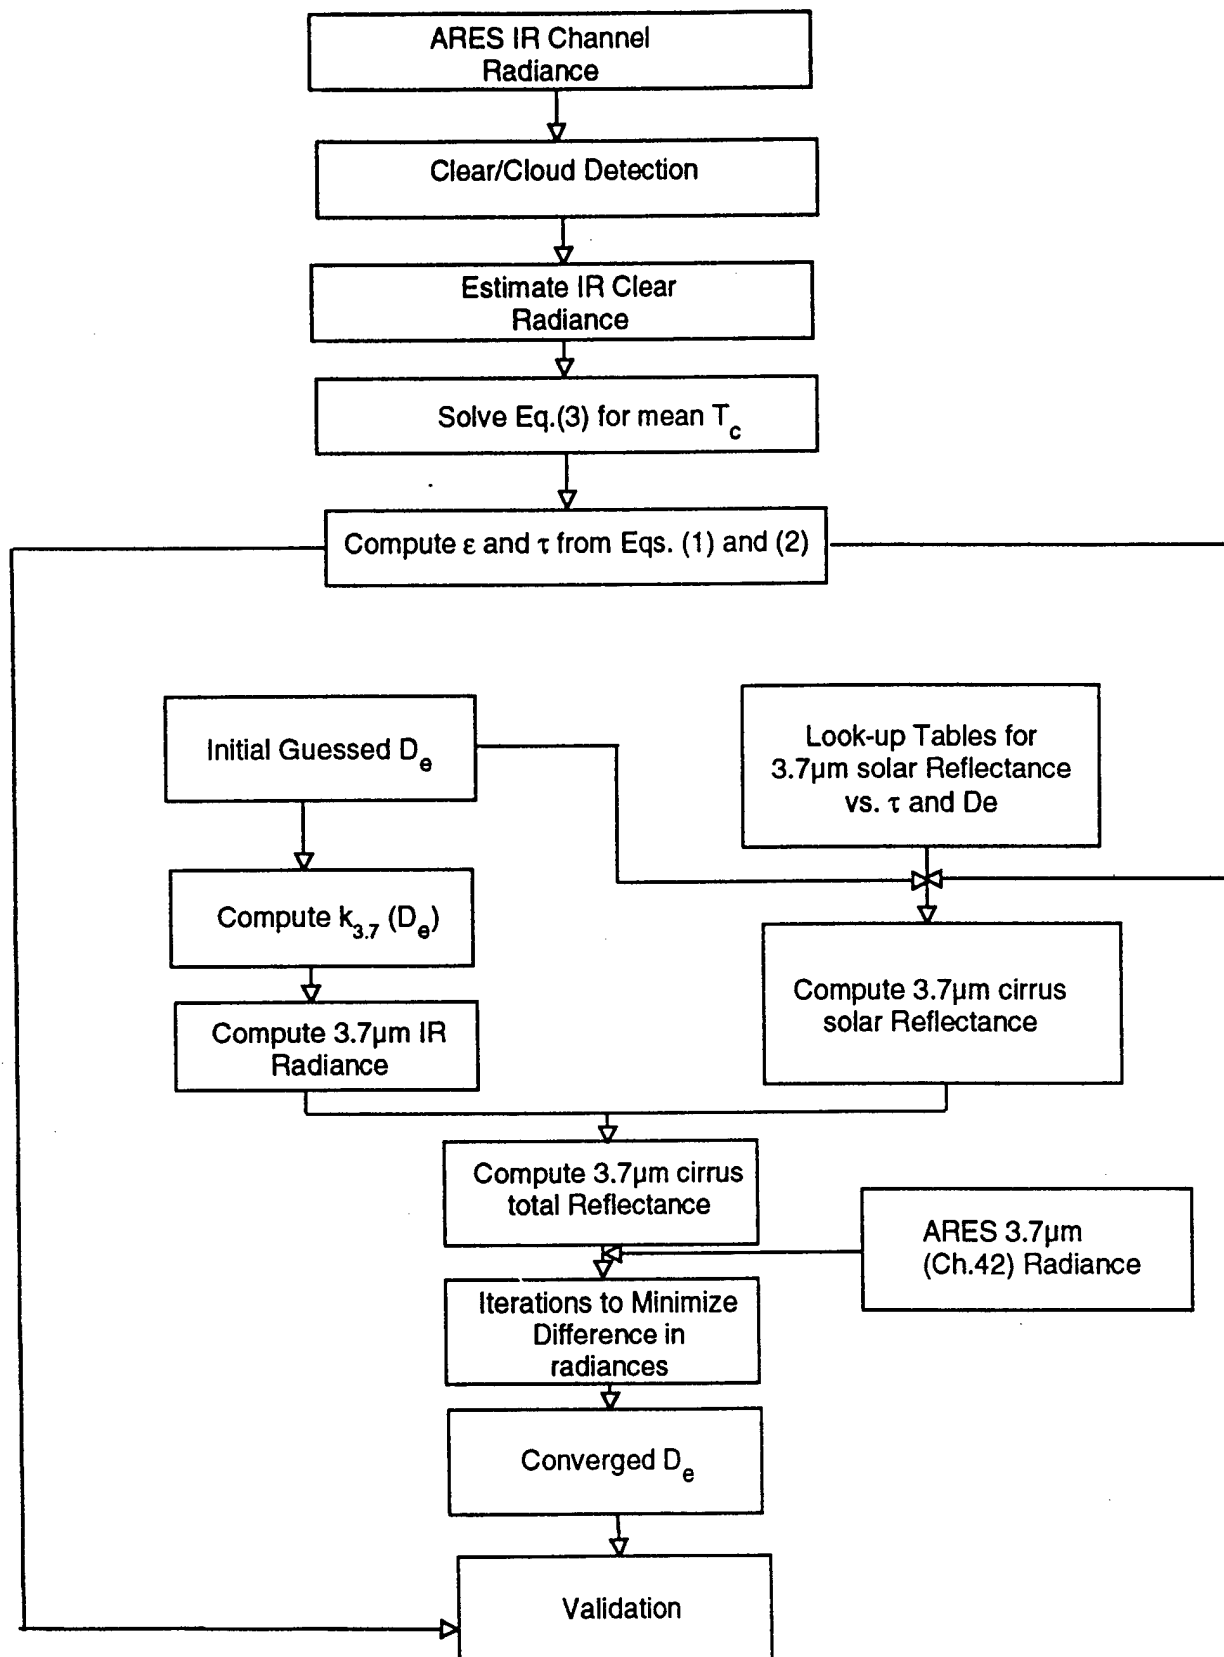 ARES IR Channel
Radiance
Clear/Cloud Detection
Estimate IR Clear
Radiance
Solve Eq.(3) for mean T_c
Compute ε and τ from Eqs. (1) and (2)
Initial Guessed D_e
Look-up Tables for
3.7µm solar Reflectance
vs. τ and De
Compute k_3.7 (D_e)
Compute 3.7µm cirrus
solar Reflectance
Compute 3.7µm IR
Radiance
Compute 3.7µm cirrus
total Reflectance
ARES 3.7µm
(Ch.42) Radiance
Iterations to Minimize
Difference in
radiances
Converged D_e
Validation